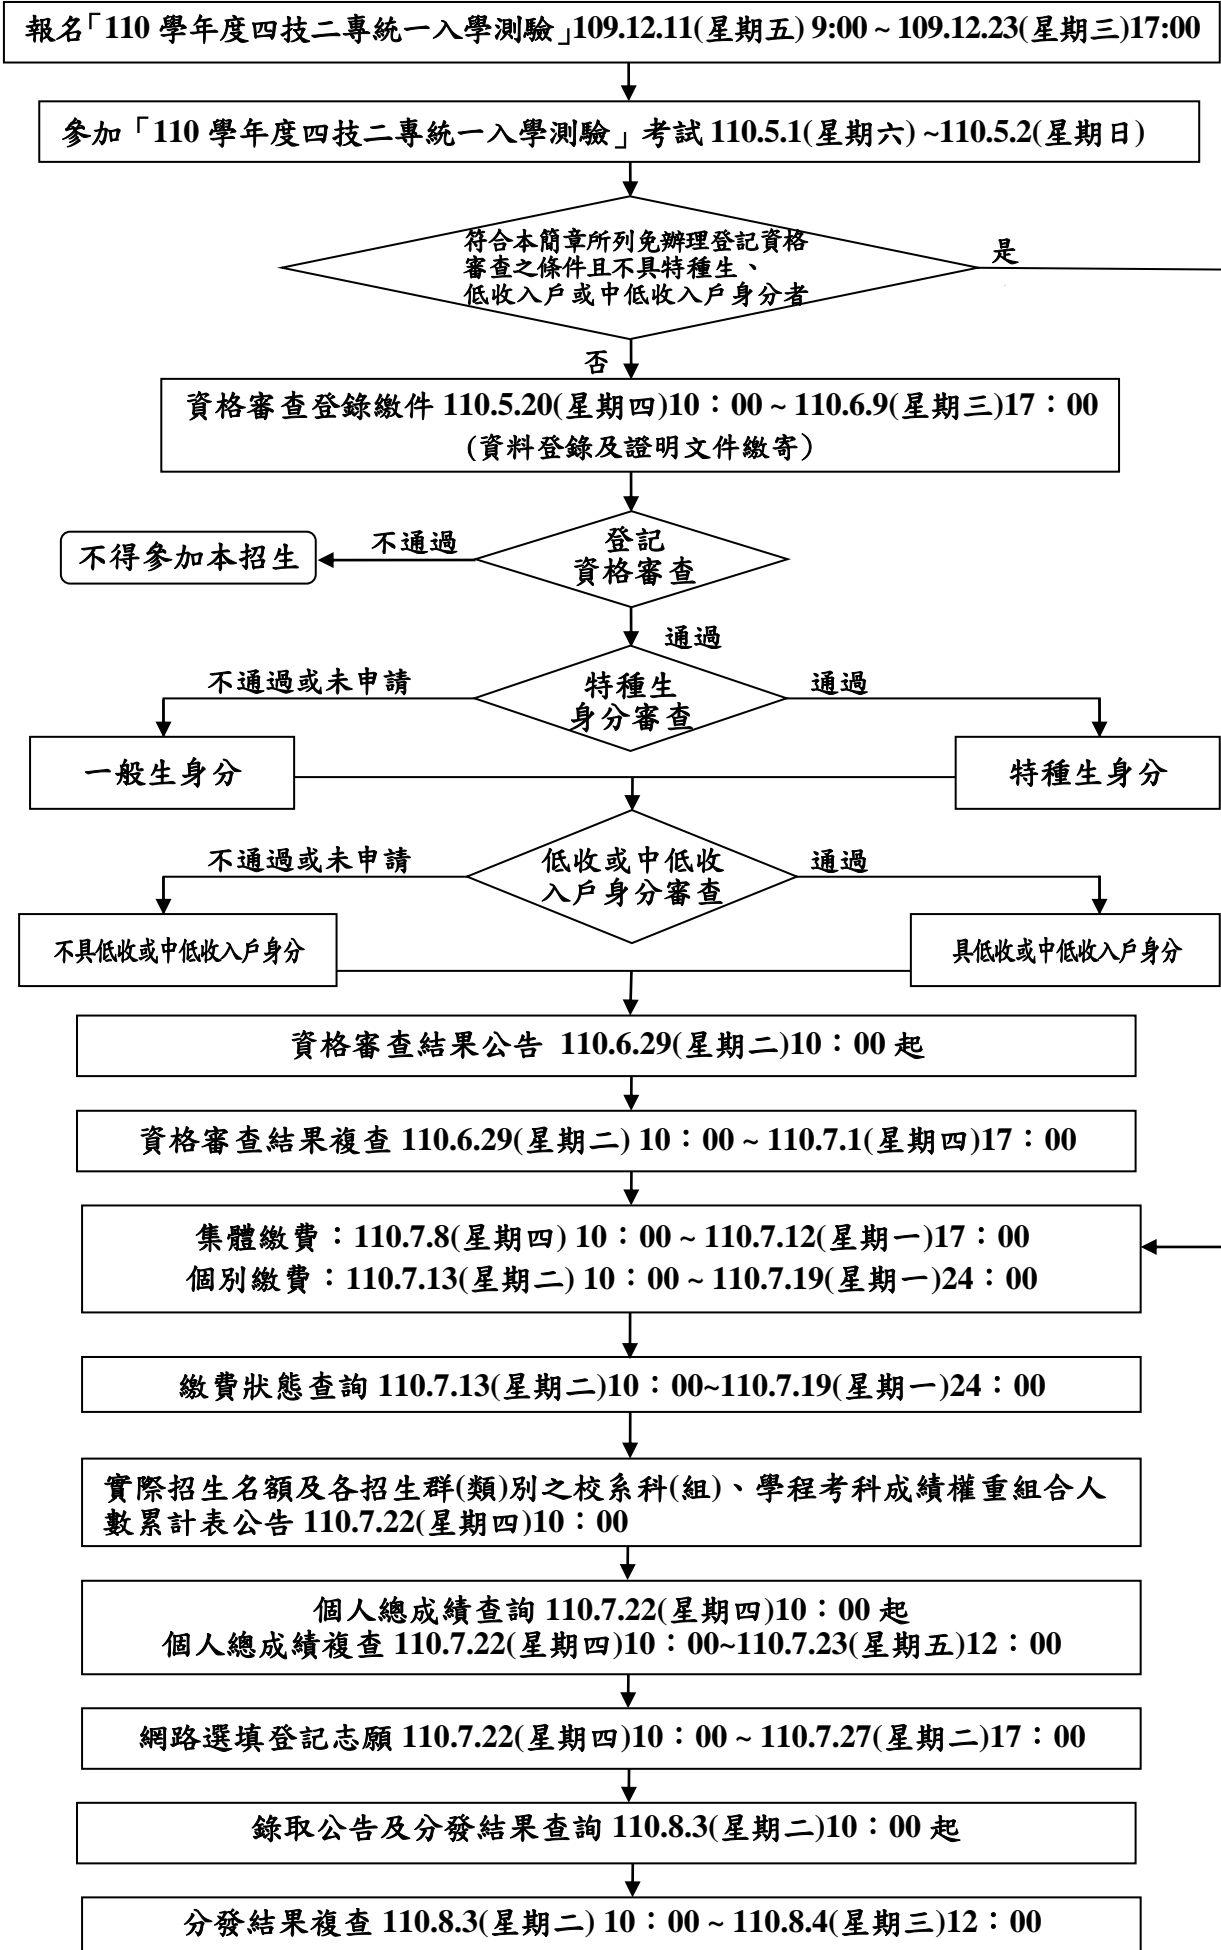 報名「110 學年度四技二專統一入學測驗」109.12.11(星期五) 9:00 ~ 109.12.23(星期三)17:00
參加「110 學年度四技二專統一入學測驗」考試 110.5.1(星期六) ~110.5.2(星期日)
符合本簡章所列免辦理登記資格
審查之條件且不具特種生、
低收入戶或中低收入戶身分者
是
否
資格審查登錄繳件 110.5.20(星期四)10：00 ~ 110.6.9(星期三)17：00
(資料登錄及證明文件繳寄)
登記
資格審查
不通過
不得參加本招生
通過
特種生
身分審查
不通過或未申請
通過
一般生身分
特種生身分
低收或中低收
入戶身分審查
不通過或未申請
通過
不具低收或中低收入戶身分
具低收或中低收入戶身分
資格審查結果公告 110.6.29(星期二)10：00 起
資格審查結果複查 110.6.29(星期二) 10：00 ~ 110.7.1(星期四)17：00
集體繳費：110.7.8(星期四) 10：00 ~ 110.7.12(星期一)17：00
個別繳費：110.7.13(星期二) 10：00 ~ 110.7.19(星期一)24：00
繳費狀態查詢 110.7.13(星期二)10：00~110.7.19(星期一)24：00
實際招生名額及各招生群(類)別之校系科(組)、學程考科成績權重組合人
數累計表公告 110.7.22(星期四)10：00
個人總成績查詢 110.7.22(星期四)10：00 起
個人總成績複查 110.7.22(星期四)10：00~110.7.23(星期五)12：00
網路選填登記志願 110.7.22(星期四)10：00 ~ 110.7.27(星期二)17：00
錄取公告及分發結果查詢 110.8.3(星期二)10：00 起
分發結果複查 110.8.3(星期二) 10：00 ~ 110.8.4(星期三)12：00